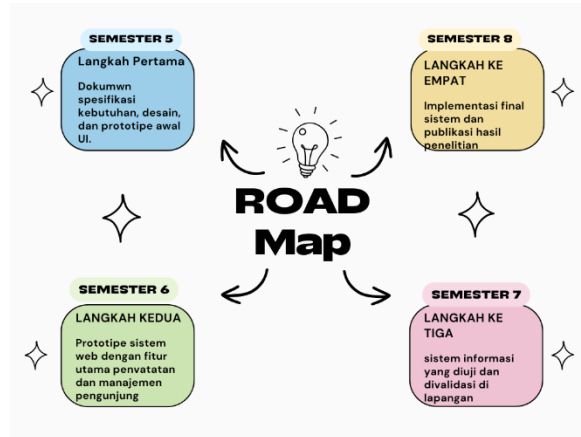 SEMESTER 5
Langkah Pertama
Dokumwn
spesifikasi
kebutuhan, desain,
dan prototipe awal
UI.
SEMESTER 8
LANGKAH KE
EMPAT
Implementasi final
sistem dan
publikasi hasil
penelitian
ROAD
Map
SEMESTER 6
LANGKAH KEDUA
Prototipe sistem
web dengan fitur
utama penvatatan
dan manajemen
pengunjung
SEMESTER 7
LANGKAH KE
TIGA
sistem informasi
yang diuji dan
divalidasi di
lapangan